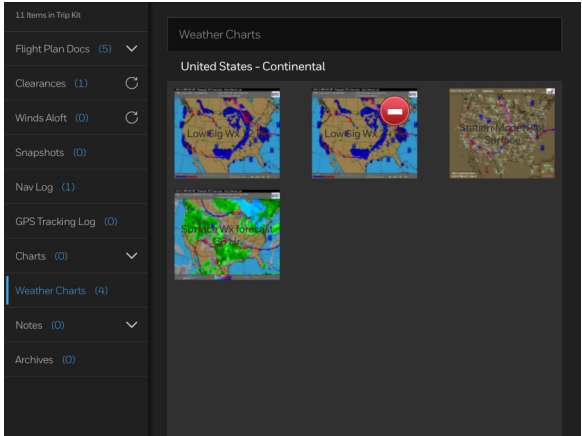 11 Items in Trip Kit
Flight Plan Docs (5)
Clearances (1)
Winds Aloft (0)
Snapshots (0)
Nav Log (1)
GPS Tracking Log (0)
Charts (0)
Weather Charts (4)
Notes (0)
Archives (0)
Weather Charts
United States - Continental
Low Sig Wx
Low Sig Wx
Station Model Plot
Surface
Surface Wx forecast